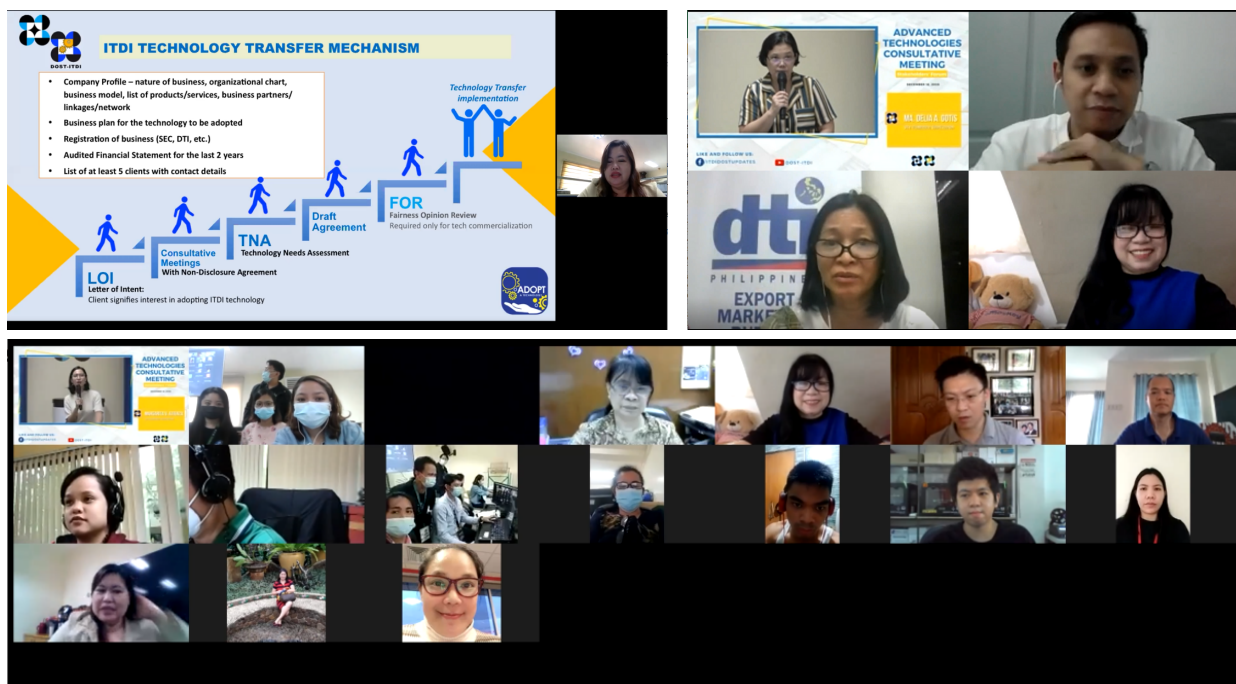 DOST-ITDI
ITDI TECHNOLOGY TRANSFER MECHANISM
• Company Profile – nature of business, organizational chart,
business model, list of products/services, business partners/
linkages/network
• Business plan for the technology to be adopted
• Registration of business (SEC, DTI, etc.)
• Audited Financial Statement for the last 2 years
• List of at least 5 clients with contact details
Technology Transfer
implementation
FOR
Fairness Opinion Review
Required only for tech commercialization
Draft
Agreement
TNA
Technology Needs Assessment
Consultative
Meetings
With Non-Disclosure Agreement
LOI
Letter of Intent:
Client signifies interest in adopting ITDI technology
ADOPT
ADVANCED
TECHNOLOGIES
CONSULTATIVE
MEETING
LIKE AND FOLLOW US:
DOST-ITDI
dti
PHILIPPINE
EXPORT
MARKE
ADVANCED
TECHNOLOGIES
CONSULTATIVE
MEETING